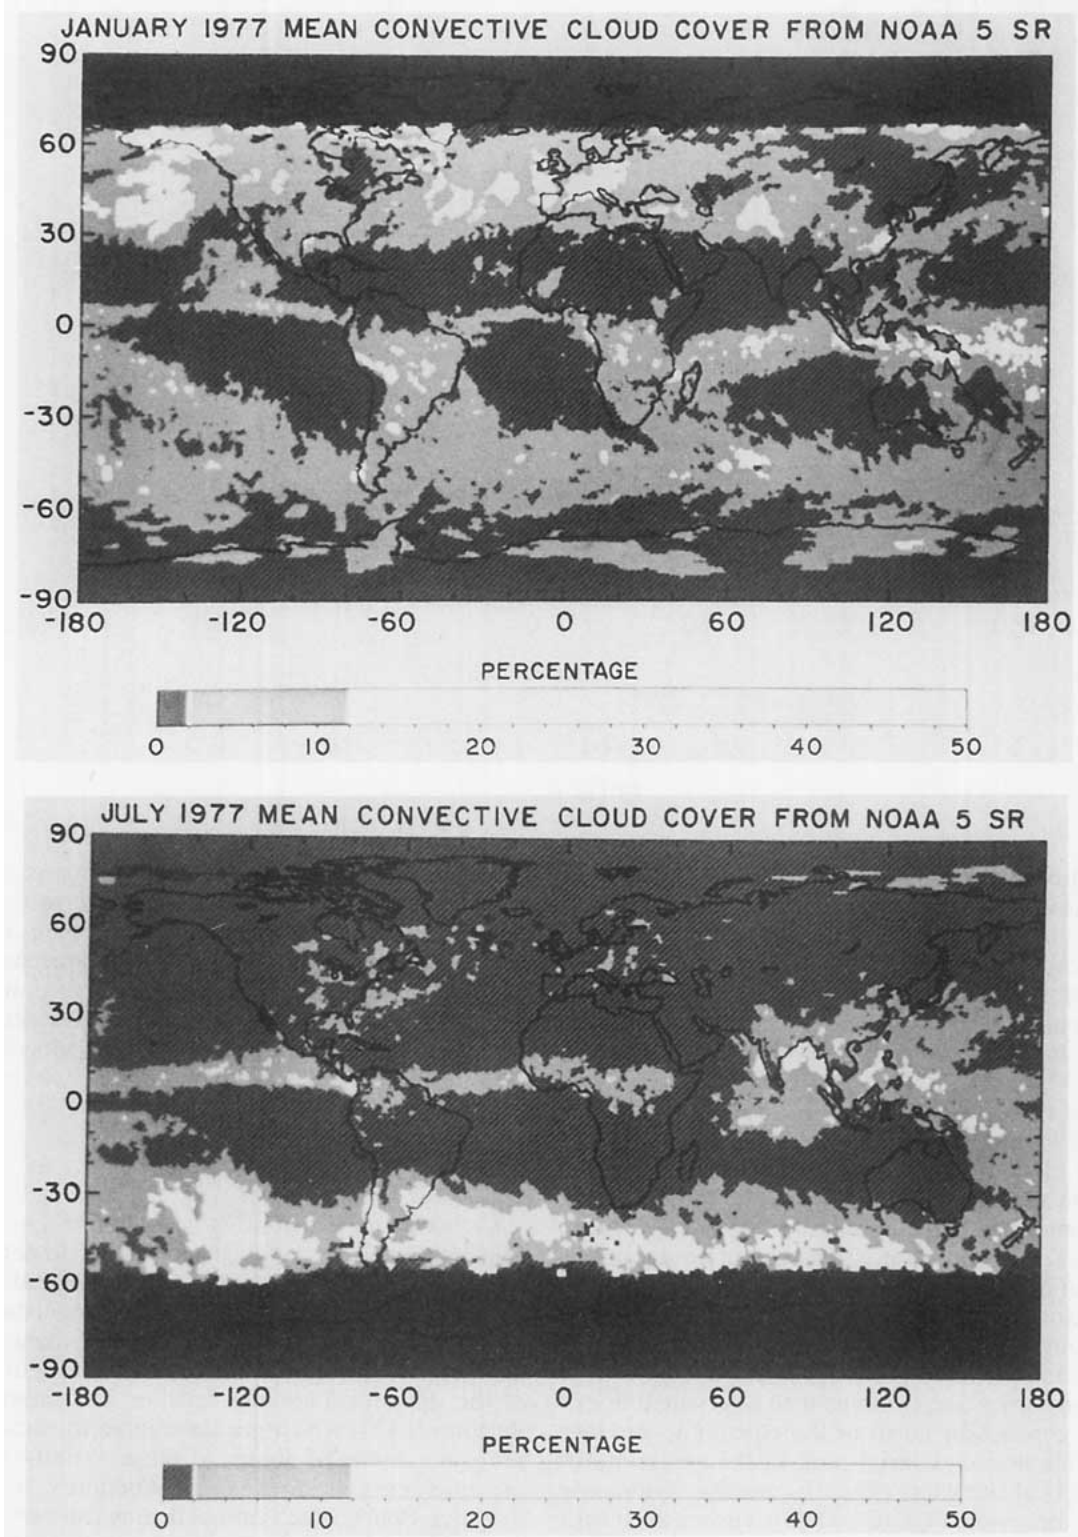 JANUARY 1977 MEAN CONVECTIVE CLOUD COVER FROM NOAA 5 SR
90
60
30
0
-30
-60
-90
-180 -120 -60 0 60 120 180
PERCENTAGE
0 10 20 30 40 50
JULY 1977 MEAN CONVECTIVE CLOUD COVER FROM NOAA 5 SR
90
60
30
0
-30
-60
-90
-180 -120 -60 0 60 120 180
PERCENTAGE
0 10 20 30 40 50